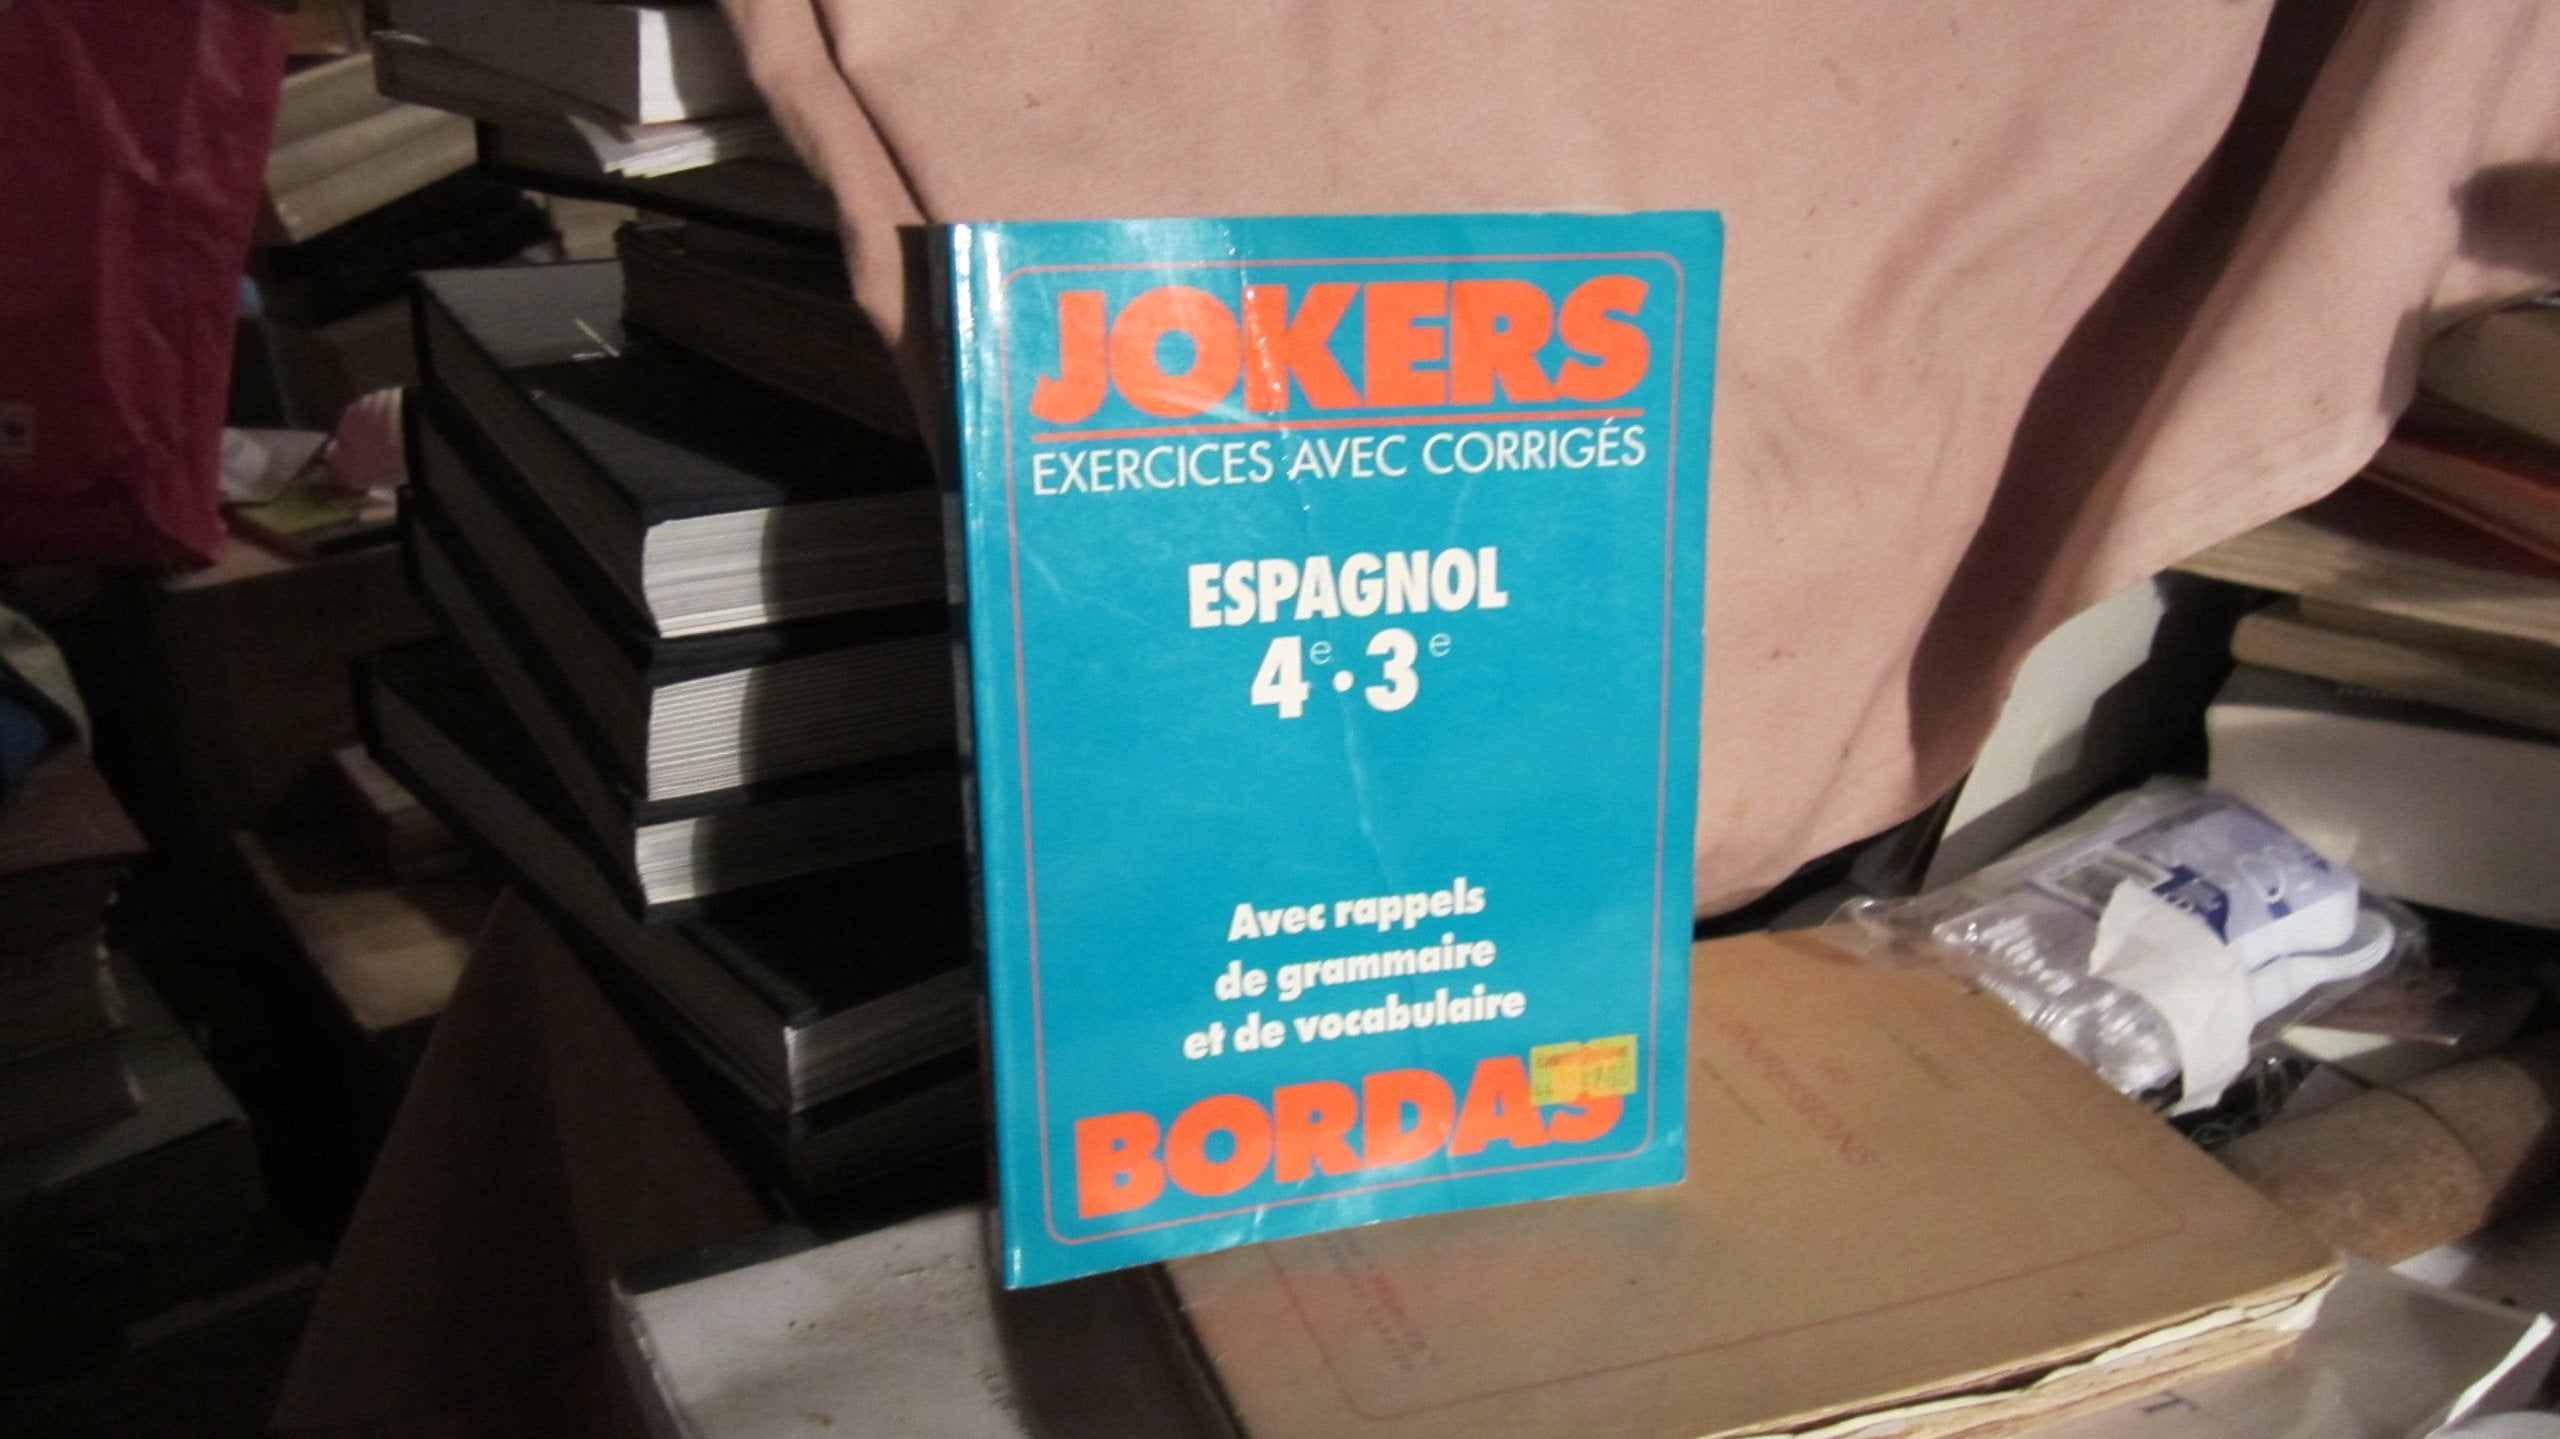 JOKERS
EXERCICES AVEC CORRIGÉS
ESPAGNOL
4e • 3e
Avec rappels
de grammaire
et de vocabulaire
BORDAS